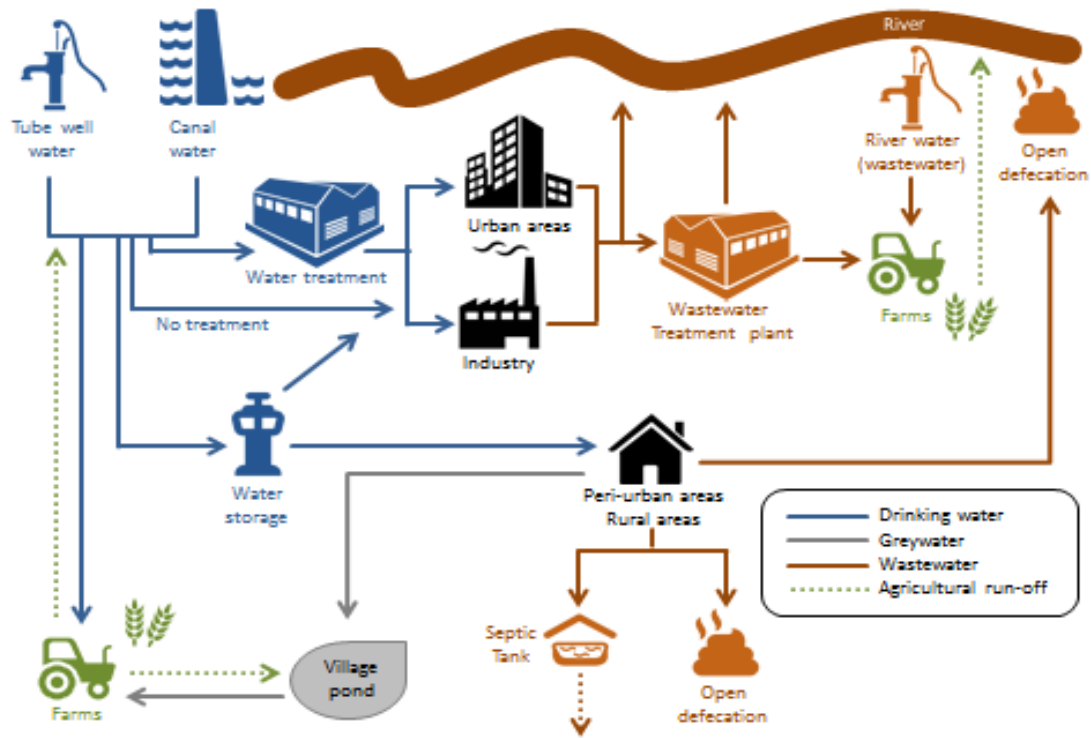 River
Tube well
water
Canal
water
River water
(wastewater)
Open
defecation
Urban areas
Water treatment
No treatment
Wastewater
Treatment plant
Farms
Industry
Water
storage
Peri-urban areas
Rural areas
Drinking water
Greywater
Wastewater
Agricultural run-off
Septic
Tank
Village
pond
Open
defecation
Farms